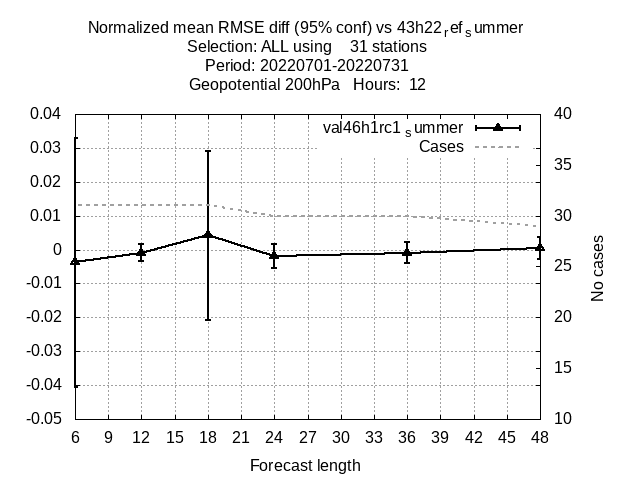 Normalized mean RMSE diff (95% conf) vs 43h22refsummer
Selection: ALL using    31 stations
Period: 20220701-20220731
Geopotential 200hPa   Hours:  12
val46h1rc1summer
Cases
0.04
0.03
0.02
0.01
0
-0.01
-0.02
-0.03
-0.04
-0.05
40
35
30
25
20
15
10
No cases
6 9 12 15 18 21 24 27 30 33 36 39 42 45 48
Forecast length